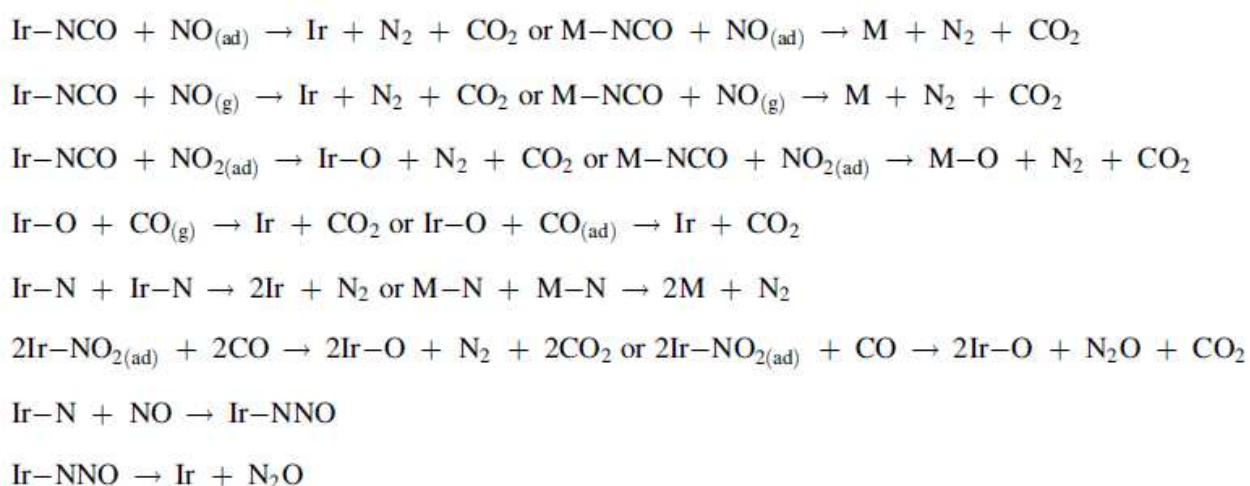 Ir−NCO + NO(ad) → Ir + N₂ + CO₂ or M−NCO + NO(ad) → M + N₂ + CO₂
Ir−NCO + NO(g) → Ir + N₂ + CO₂ or M−NCO + NO(g) → M + N₂ + CO₂
Ir−NCO + NO₂(ad) → Ir−O + N₂ + CO₂ or M−NCO + NO₂(ad) → M−O + N₂ + CO₂
Ir−O + CO(g) → Ir + CO₂ or Ir−O + CO(ad) → Ir + CO₂
Ir−N + Ir−N → 2Ir + N₂ or M−N + M−N → 2M + N₂
2Ir−NO₂(ad) + 2CO → 2Ir−O + N₂ + 2CO₂ or 2Ir−NO₂(ad) + CO → 2Ir−O + N₂O + CO₂
Ir−N + NO → Ir−NNO
Ir−NNO → Ir + N₂O